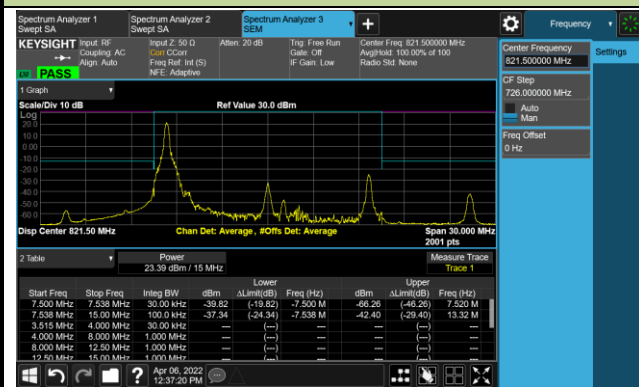 Spectrum Analyzer 1
Swept SA
Spectrum Analyzer 2
Swept SA
Spectrum Analyzer 3
SEM
Frequency
KEYSIGHT
Input: RF
Coupling: AC
Align: Auto
Input Z: 50 Ω
Corr CCorr
Freq Ref: Int (S)
NFE: Adaptive
Atten: 20 dB
Trig: Free Run
Gate: Off
IF Gain: Low
Center Freq: 821.500000 MHz
Avg|Hold: 100.00% of 100
Radio Std: None
LM PASS
Center Frequency
821.500000 MHz
Settings
CF Step
726.000000 MHz
Auto
Man
Freq Offset
0 Hz
1 Graph
Scale/Div 10 dB
Ref Value 30.0 dBm
Log
20.0
10.0
0.00
-10.0
-20.0
-30.0
-40.0
-50.0
-60.0
Disp Center 821.50 MHz
Chan Det: Average, #Offs Det: Average
Span 30.000 MHz
2001 pts
2 Table
Power
23.39 dBm / 15 MHz
Measure Trace
Trace 1
Lower Upper
Start Freq Stop Freq Integ BW dBm ΔLimit(dB) Freq (Hz) dBm ΔLimit(dB) Freq (Hz)
7.500 MHz 7.538 MHz 30.00 kHz -39.82 (-19.82) -7.500 M -66.26 (-46.26) 7.520 M
7.538 MHz 15.00 MHz 100.0 kHz -37.34 (-24.34) -7.538 M -42.40 (-29.40) 13.32 M
3.515 MHz 4.000 MHz 30.00 kHz --- (---) --- --- (---) ---
4.000 MHz 8.000 MHz 1.000 MHz --- (---) --- --- (---) ---
8.000 MHz 12.50 MHz 1.000 MHz --- (---) --- --- (---) ---
12.50 MHz 15.00 MHz 1.000 MHz --- (---) --- --- (---) ---
?
Apr 06, 2022
12:37:20 PM